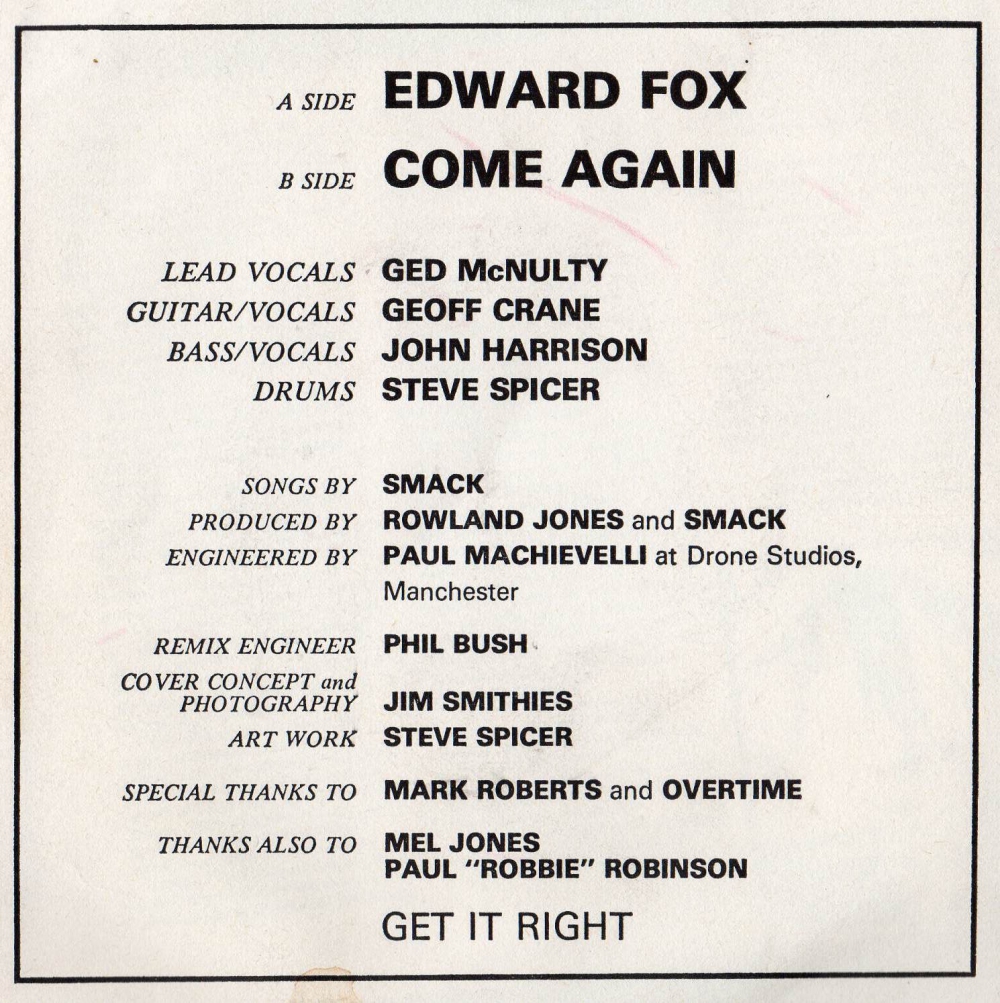 A SIDE EDWARD FOX
B SIDE COME AGAIN
LEAD VOCALS GED McNULTY
GUITAR/VOCALS GEOFF CRANE
BASS/VOCALS JOHN HARRISON
DRUMS STEVE SPICER
SONGS BY SMACK
PRODUCED BY ROWLAND JONES and SMACK
ENGINEERED BY PAUL MACHIEVELLI at Drone Studios,
Manchester
REMIX ENGINEER PHIL BUSH
COVER CONCEPT and
PHOTOGRAPHY JIM SMITHIES
ART WORK STEVE SPICER
SPECIAL THANKS TO MARK ROBERTS and OVERTIME
THANKS ALSO TO MEL JONES
PAUL “ROBBIE” ROBINSON
GET IT RIGHT